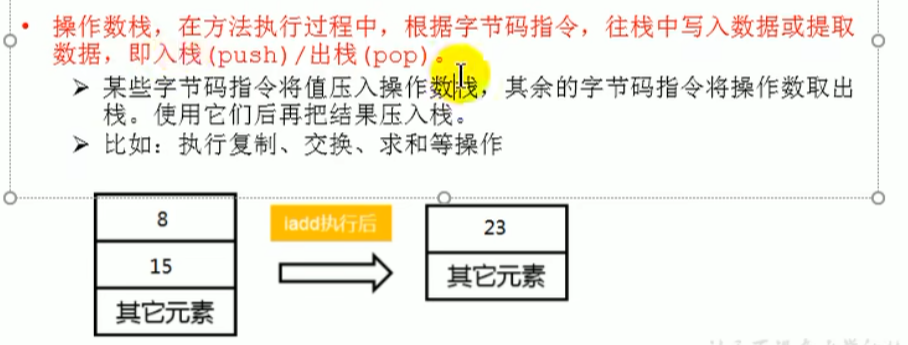 • 操作数栈，在方法执行过程中，根据字节码指令，往栈中写入数据或提取
数据，即入栈(push)/出栈(pop)。
➤ 某些字节码指令将值压入操作数栈，其余的字节码指令将操作数取出
栈。使用它们后再把结果压入栈。
➤ 比如：执行复制、交换、求和等操作
8
15
其它元素
iadd执行后
23
其它元素